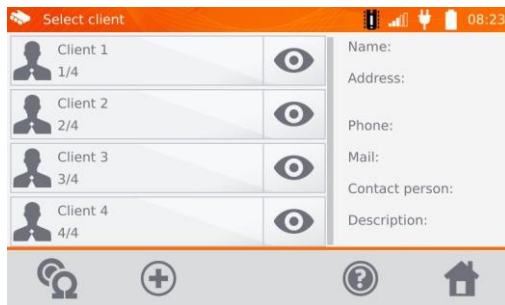 Select client
08:23
Client 1
1/4
Client 2
2/4
Client 3
3/4
Client 4
4/4
Name:
Address:
Phone:
Mail:
Contact person:
Description: